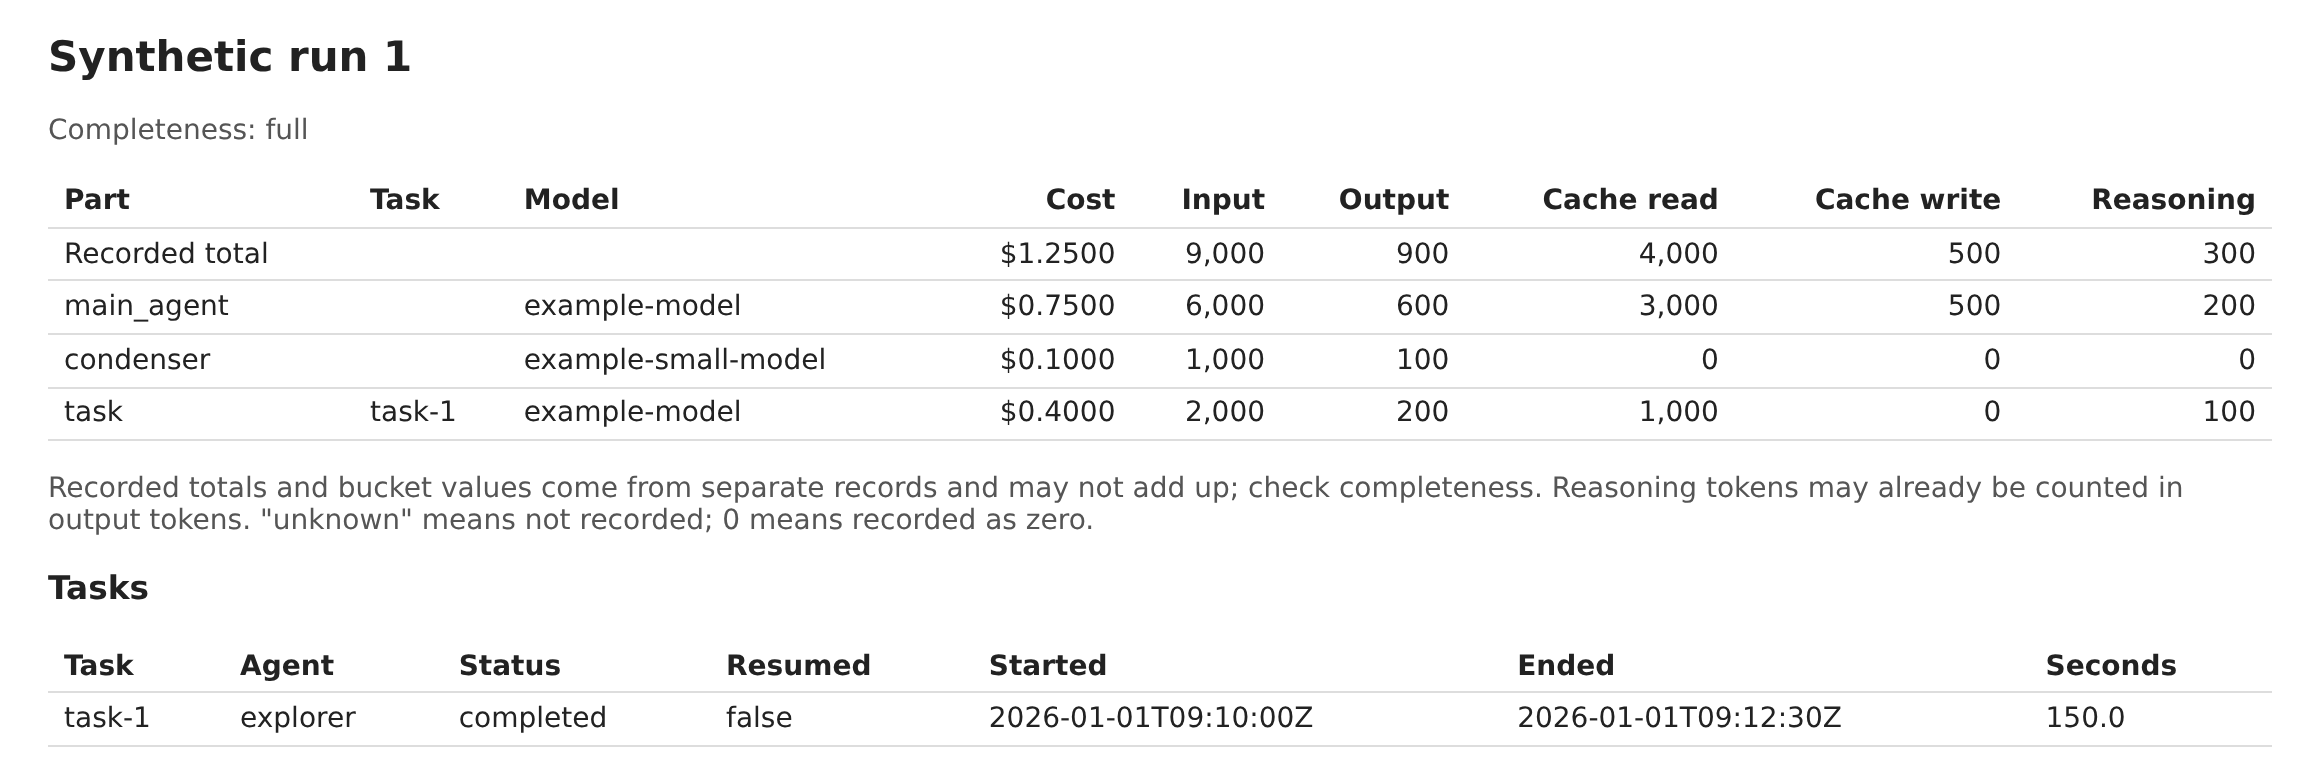 Synthetic run 1
Completeness: full
Part Task Model Cost Input Output Cache read Cache write Reasoning
Recorded total $1.2500 9,000 900 4,000 500 300
main_agent example-model $0.7500 6,000 600 3,000 500 200
condenser example-small-model $0.1000 1,000 100 0 0 0
task task-1 example-model $0.4000 2,000 200 1,000 0 100
Recorded totals and bucket values come from separate records and may not add up; check completeness. Reasoning tokens may already be counted in
output tokens. "unknown" means not recorded; 0 means recorded as zero.
Tasks
Task Agent Status Resumed Started Ended Seconds
task-1 explorer completed false 2026-01-01T09:10:00Z 2026-01-01T09:12:30Z 150.0